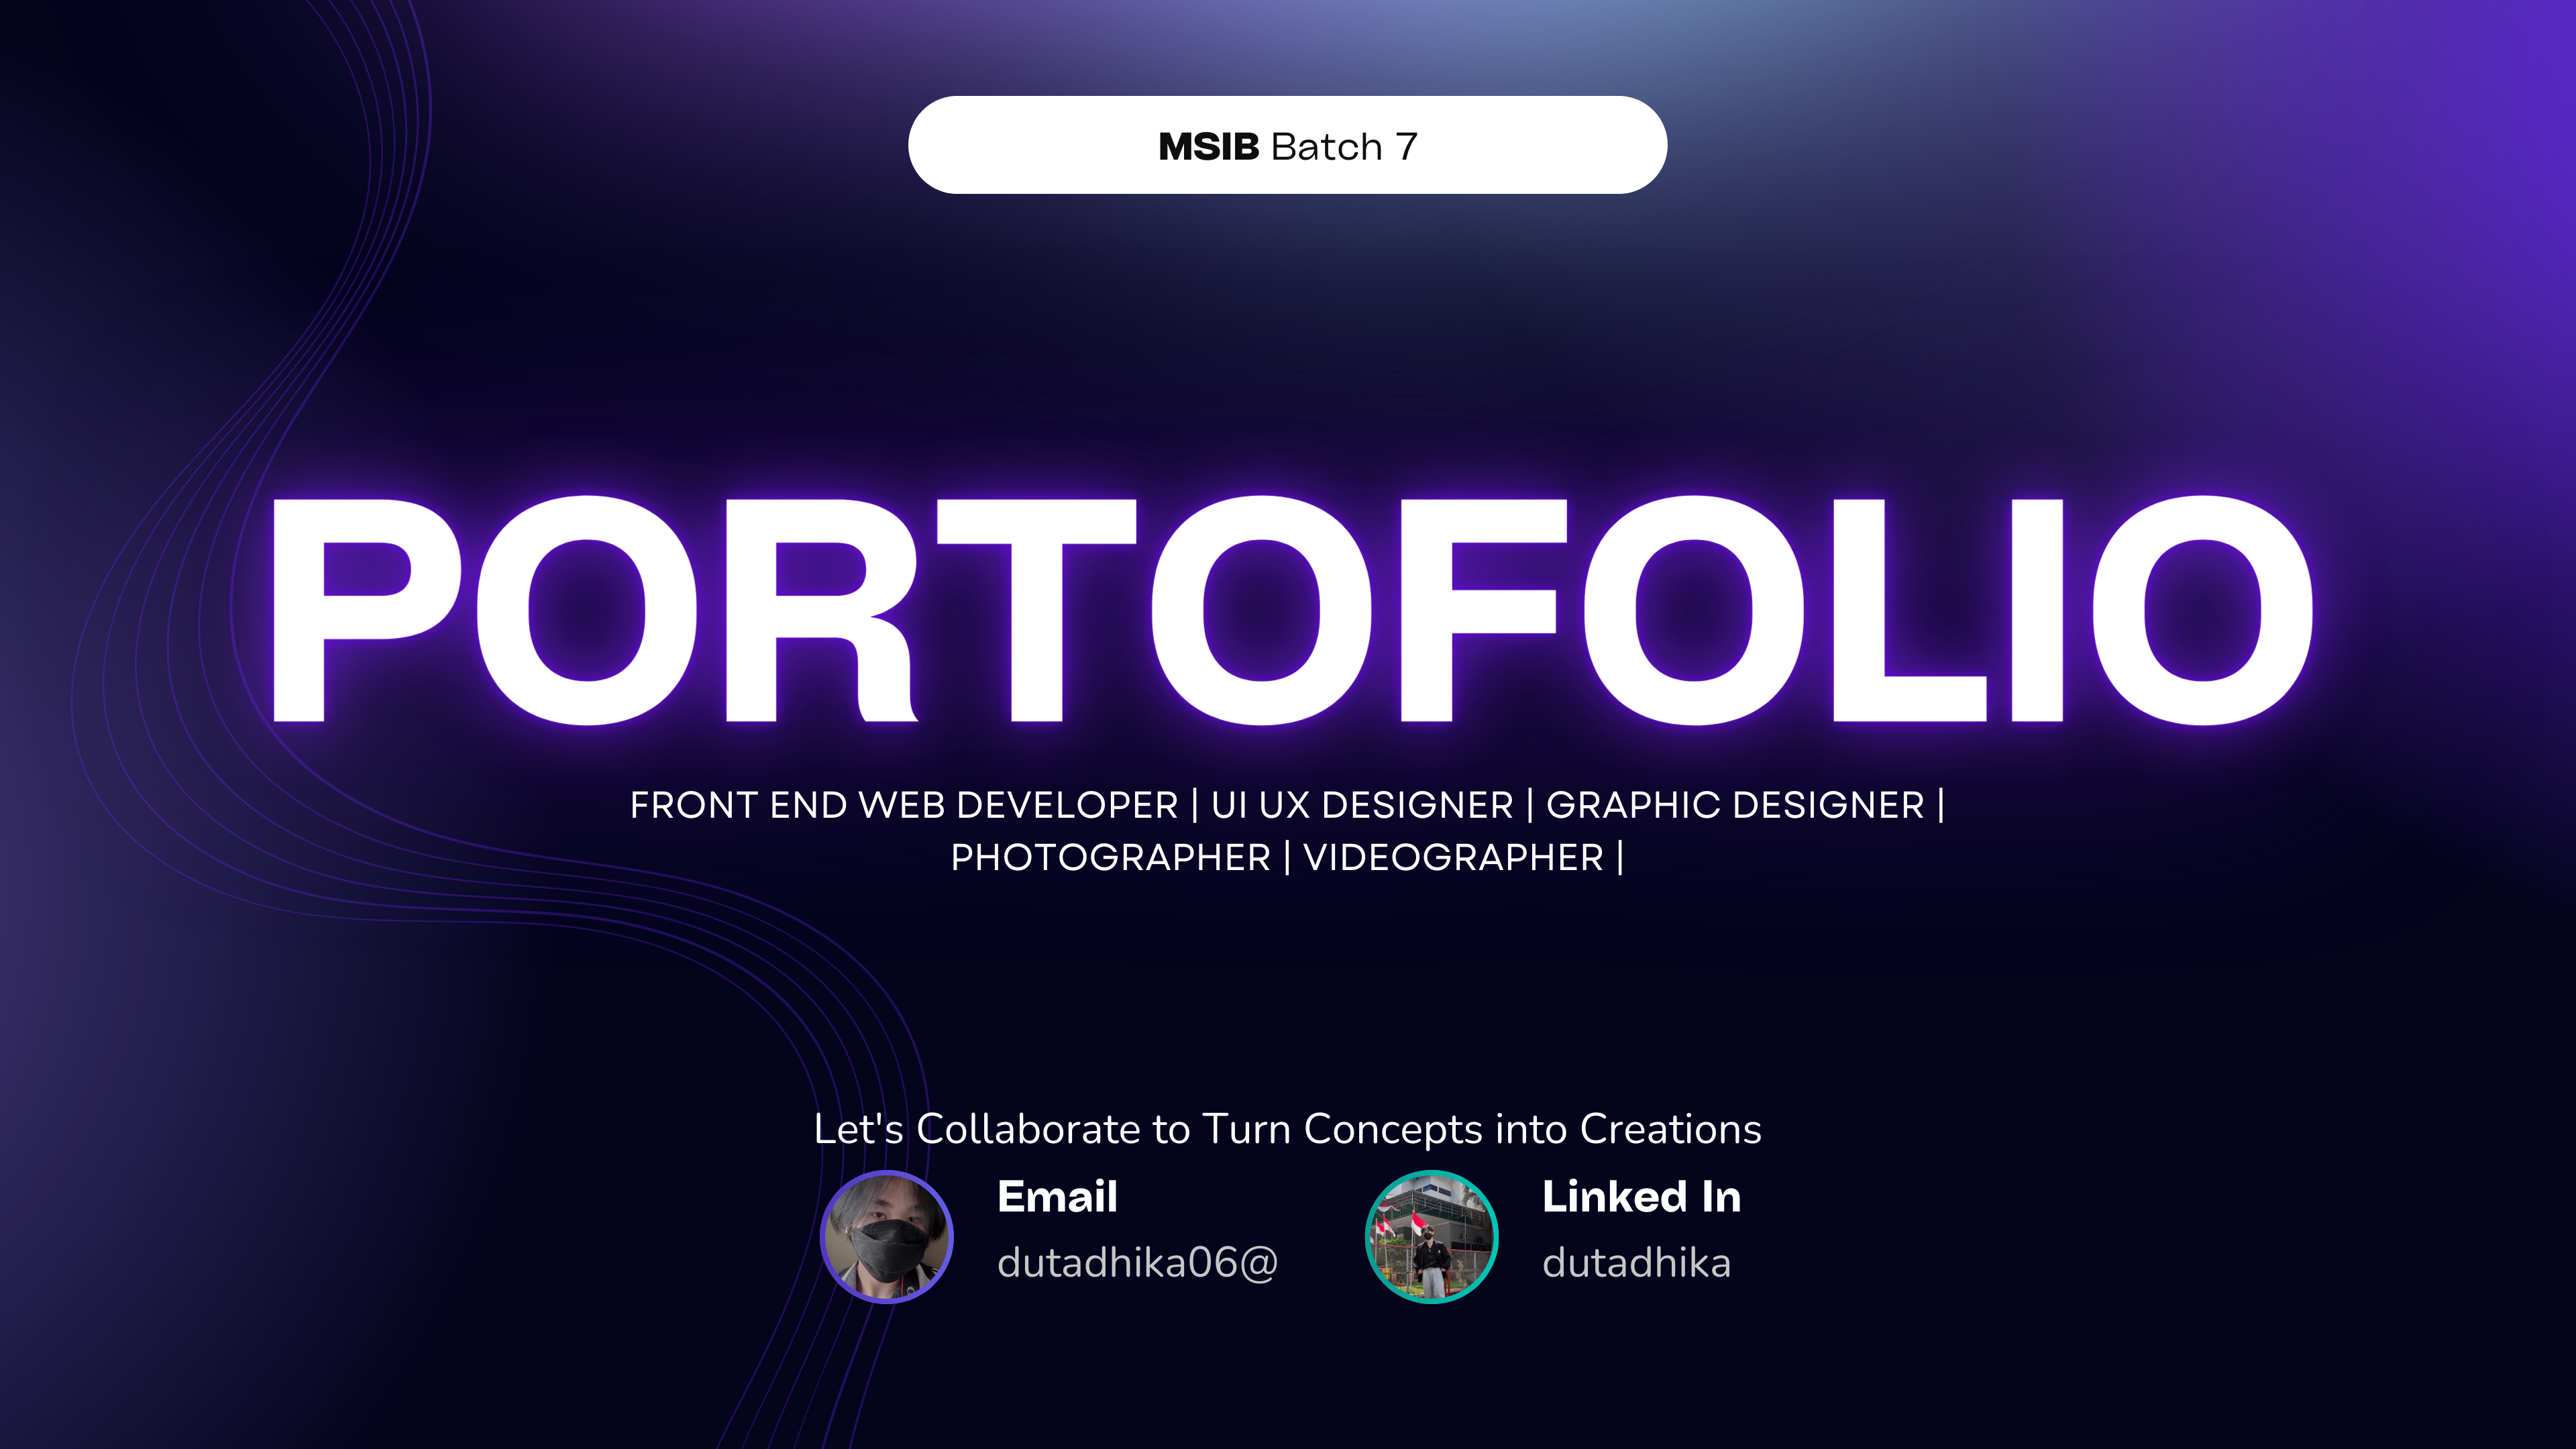 MSIB Batch 7
PORTOFOLIO
FRONT END WEB DEVELOPER | UI UX DESIGNER | GRAPHIC DESIGNER |
PHOTOGRAPHER | VIDEOGRAPHER |
Let's Collaborate to Turn Concepts into Creations
Email
dutadhika06@
Linked In
dutadhika